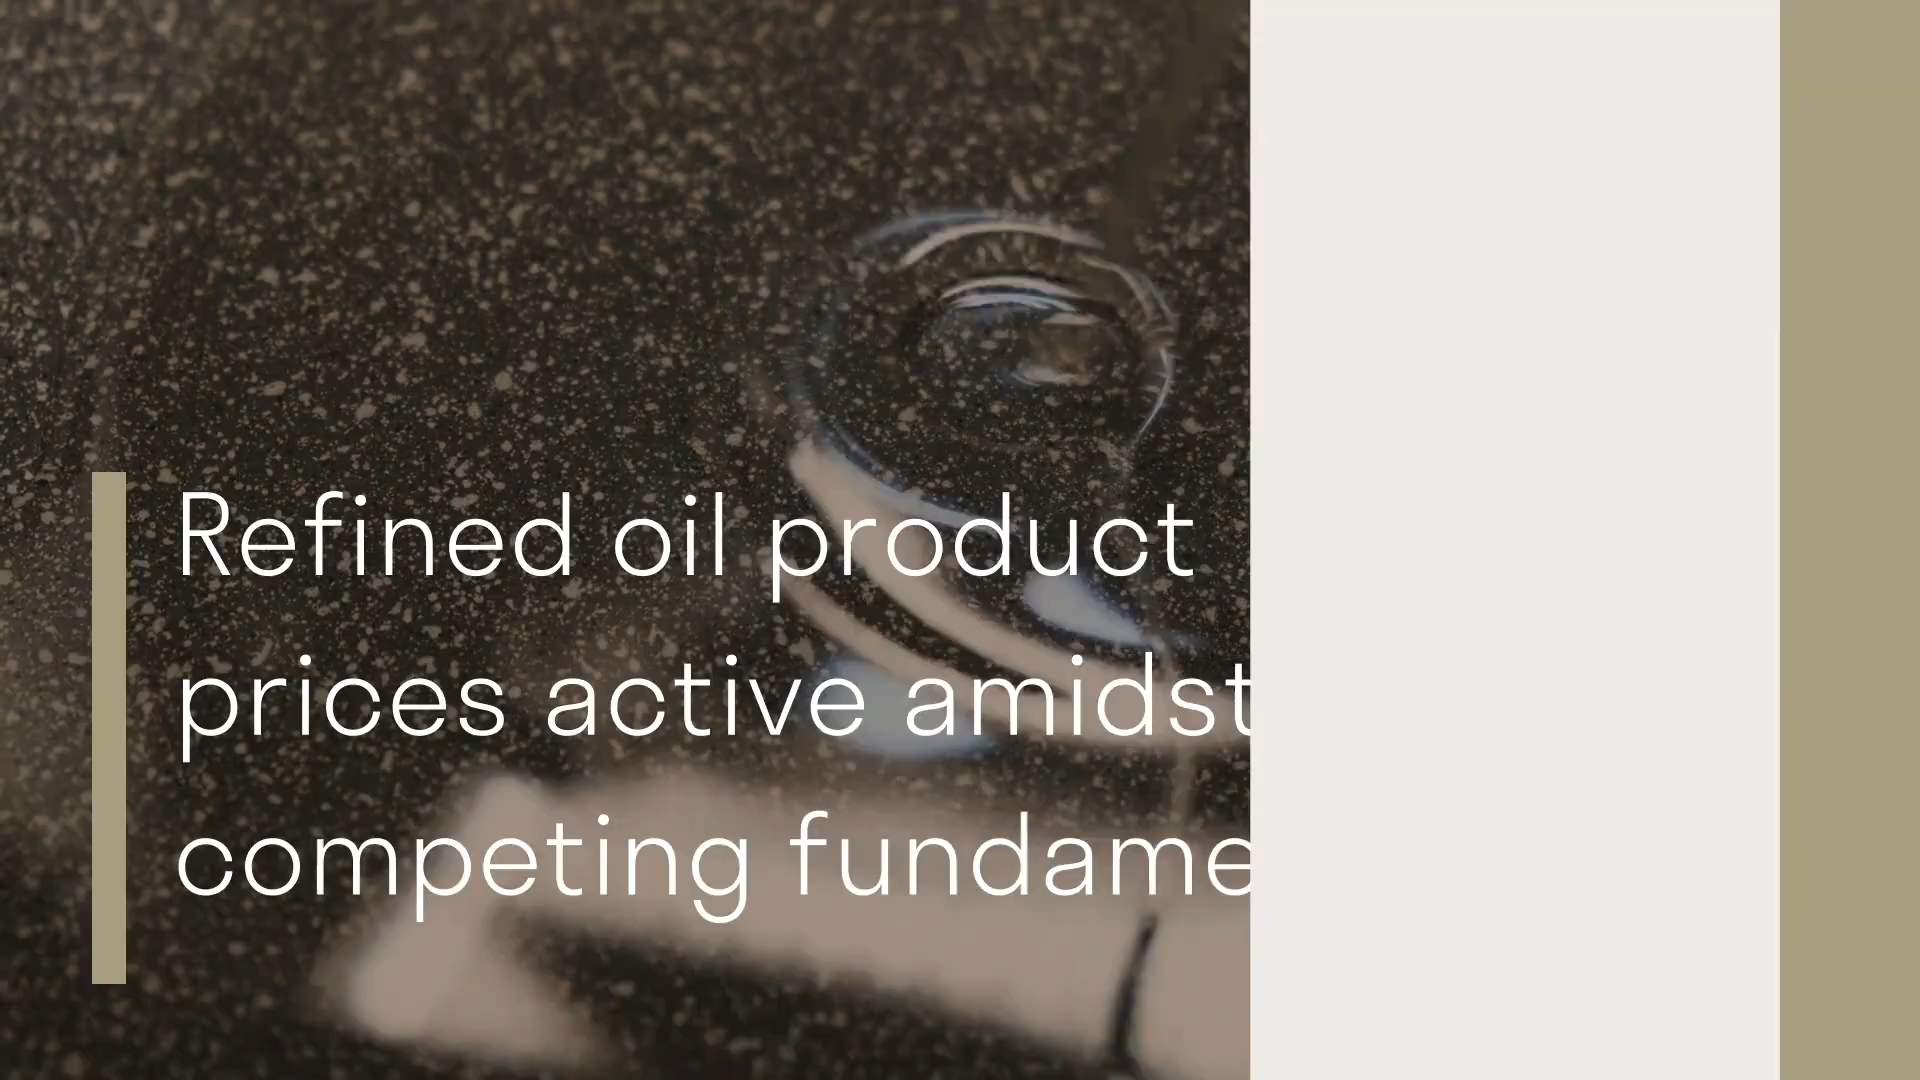 Refined oil product
prices active amidst
competing fundame